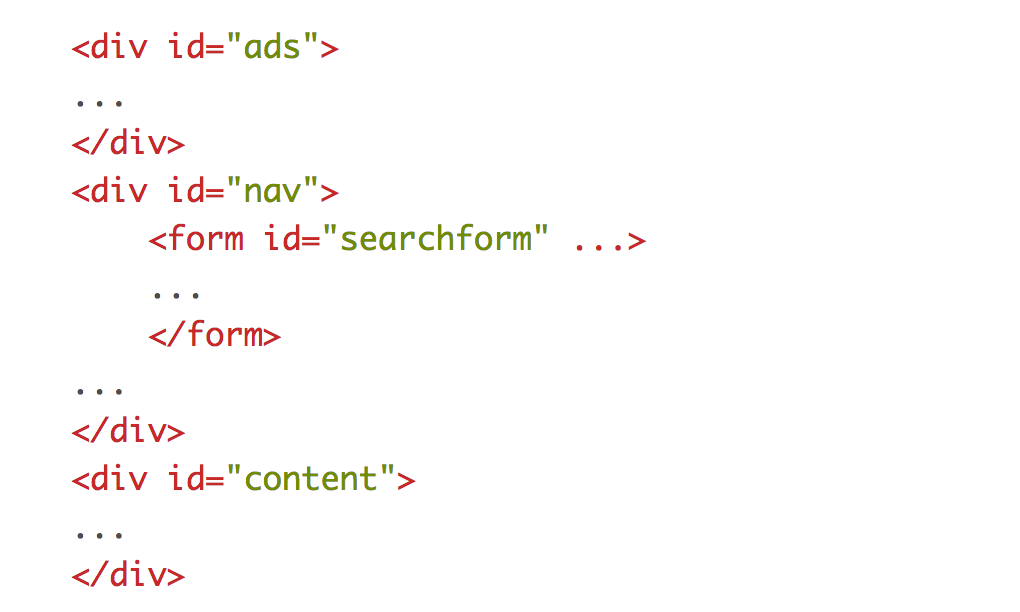 <div id="ads">
...
</div>
<div id="nav">
    <form id="searchform" ...>
    ...
    </form>
...
</div>
<div id="content">
...
</div>